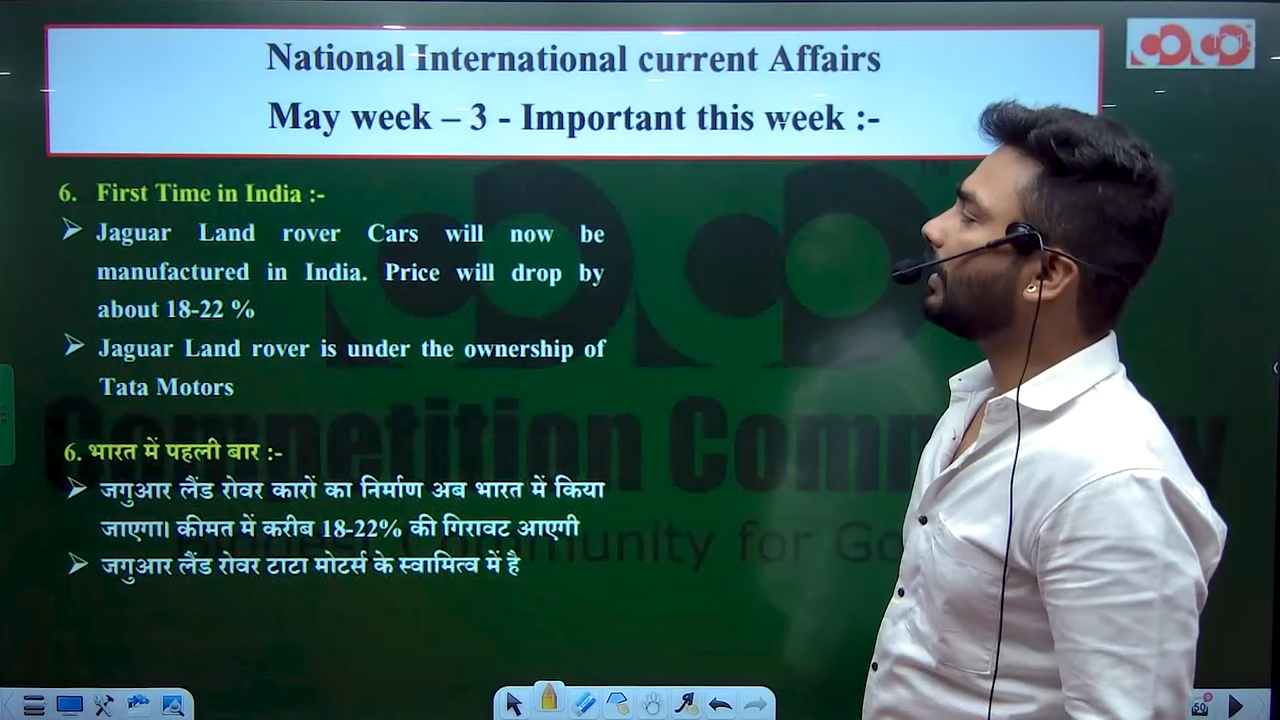 National International current Affairs
May week – 3 - Important this week :-
6. First Time in India :-
➢ Jaguar Land rover Cars will now be
manufactured in India. Price will drop by
about 18-22 %
➢ Jaguar Land rover is under the ownership of
Tata Motors
Competition Comm
6. भारत में पहली बार :-
➢ जगुआर लैंड रोवर कारों का निर्माण अब भारत में किया
जाएगा। कीमत में करीब 18-22% की गिरावट आएगी
➢ जगुआर लैंड रोवर टाटा मोटर्स के स्वामित्व में है